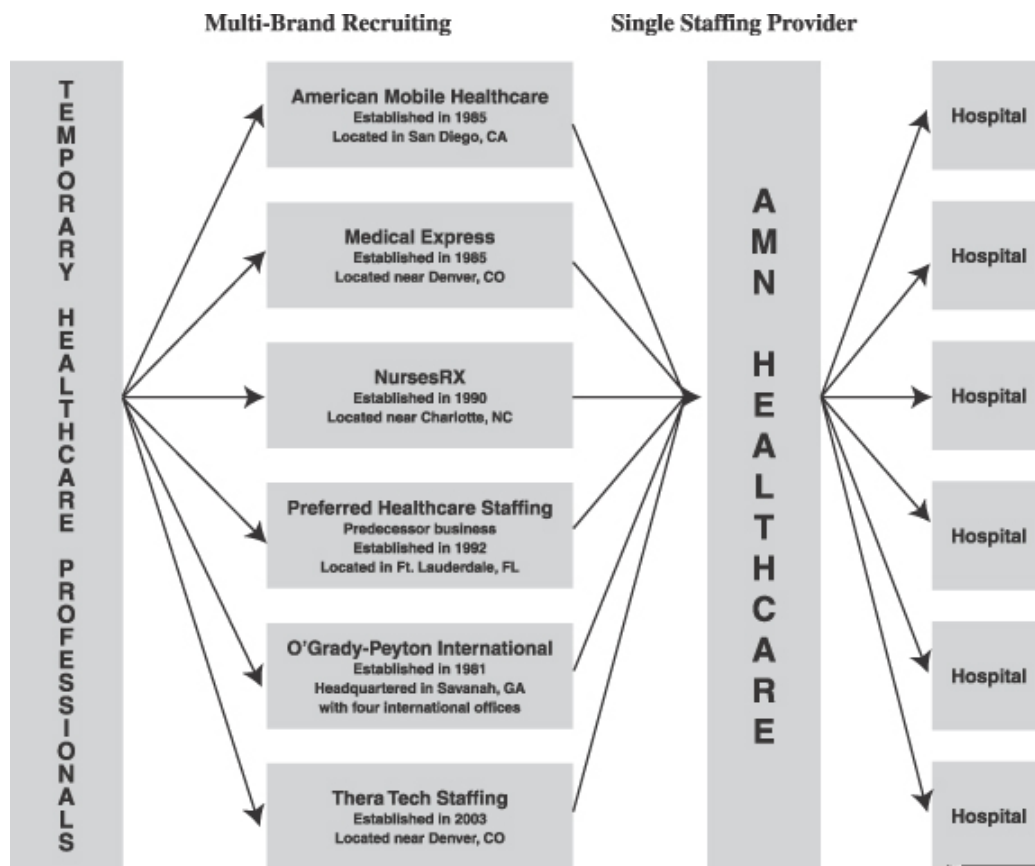 Multi-Brand Recruiting
Single Staffing Provider
TEMPORARY HEALTHCARE PROFESSIONALS
American Mobile Healthcare
Established in 1985
Located in San Diego, CA
Medical Express
Established in 1985
Located near Denver, CO
NursesRX
Established in 1990
Located near Charlotte, NC
Preferred Healthcare Staffing
Predecessor business
Established in 1992
Located in Ft. Lauderdale, FL
O'Grady-Peyton International
Established in 1981
Headquartered in Savanah, GA
with four international offices
Thera Tech Staffing
Established in 2003
Located near Denver, CO
AMN HEALTHCARE
Hospital
Hospital
Hospital
Hospital
Hospital
Hospital